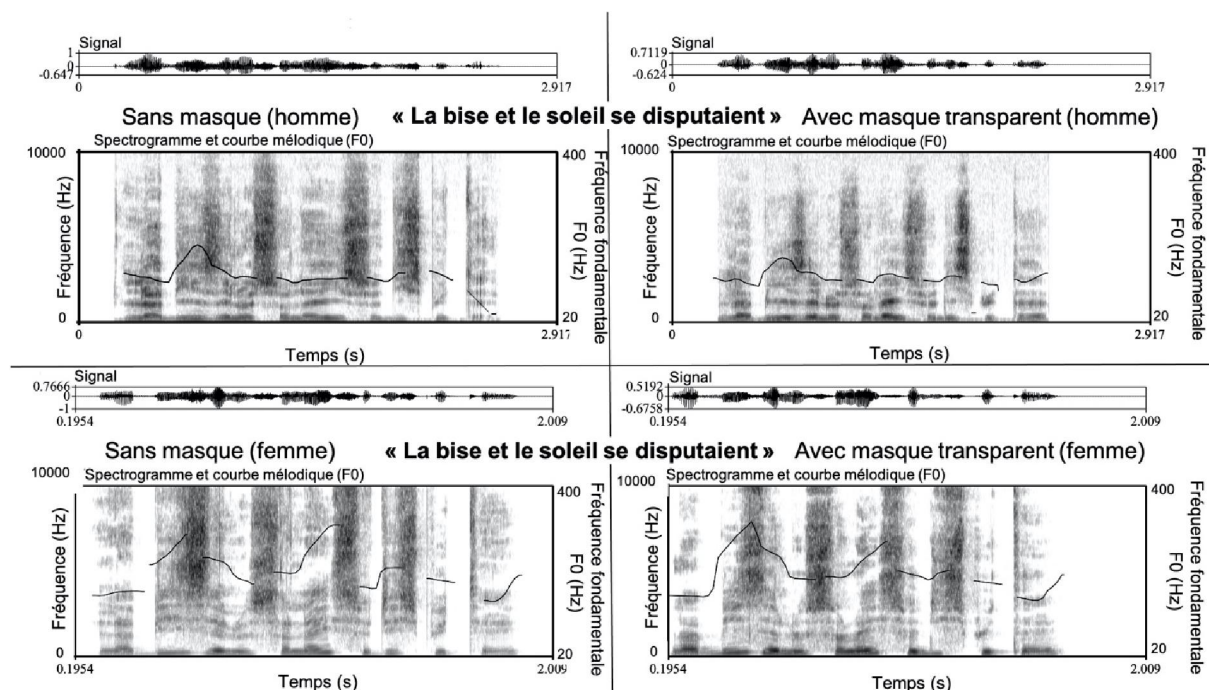 Signal
1
0
-0.647
0
2.917
Signal
0.7119
0
-0.624
0
2.917
Sans masque (homme) « La bise et le soleil se disputaient » Avec masque transparent (homme)
Spectrogramme et courbe mélodique (F0)
10000
Fréquence (Hz)
0
400
Fréquence fondamentale
F0 (Hz)
20
0
2.917
Temps (s)
Spectrogramme et courbe mélodique (F0)
10000
Fréquence (Hz)
0
400
Fréquence fondamentale
F0 (Hz)
20
0
2.917
Temps (s)
Signal
0.7666
0
-1
0.1954
2.009
Signal
0.5192
0
-0.6758
0.1954
2.009
Sans masque (femme) « La bise et le soleil se disputaient » Avec masque transparent (femme)
Spectrogramme et courbe mélodique (F0)
10000
Fréquence (Hz)
0
400
Fréquence fondamentale
F0 (Hz)
20
0.1954
2.009
Temps (s)
Spectrogramme et courbe mélodique (F0)
10000
Fréquence (Hz)
0
400
Fréquence fondamentale
F0 (Hz)
20
0.1954
2.009
Temps (s)